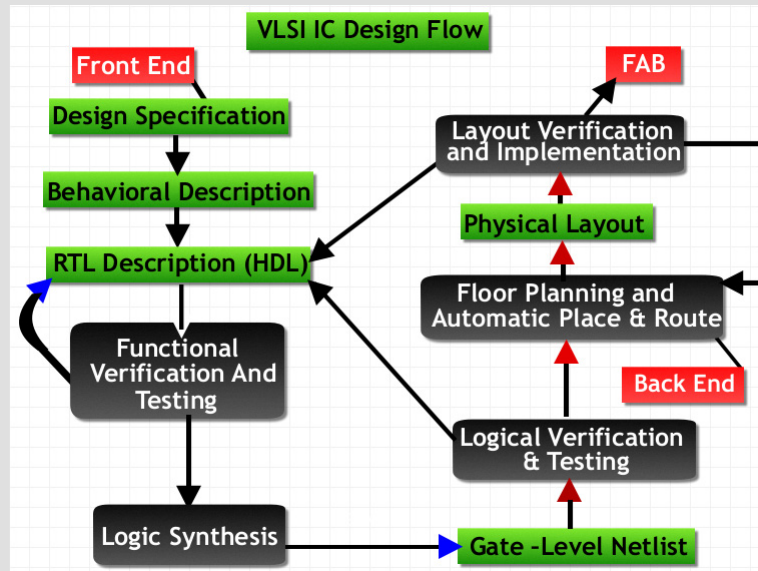 VLSI IC Design Flow
Front End
Design Specification
Behavioral Description
RTL Description (HDL)
Functional
Verification And
Testing
Logic Synthesis
Gate -Level Netlist
Logical Verification
& Testing
Back End
Floor Planning and
Automatic Place & Route
Physical Layout
Layout Verification
and Implementation
FAB